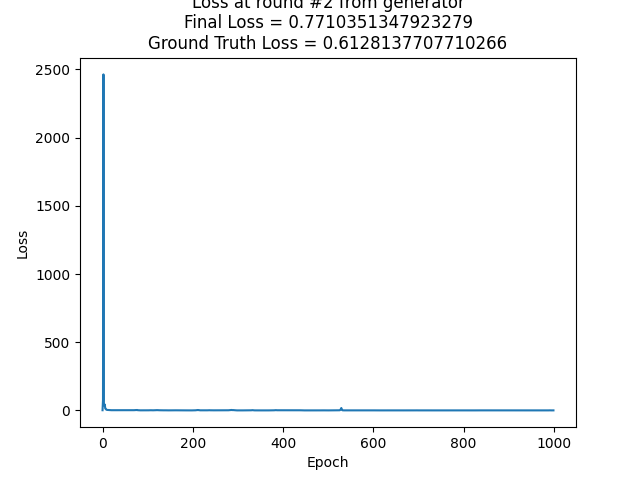 Loss at round #2 from generator
Final Loss = 0.7710351347923279
Ground Truth Loss = 0.6128137707710266
2500
2000
1500
1000
500
0
Loss
0 200 400 600 800 1000
Epoch